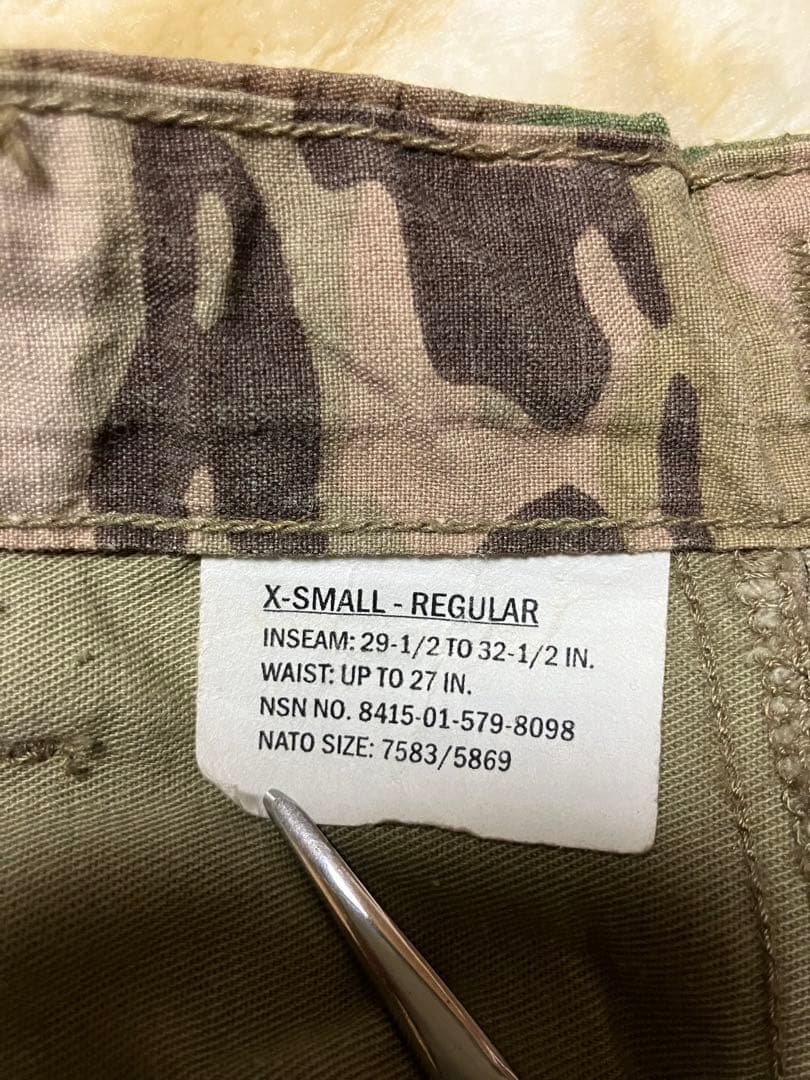 X-SMALL - REGULAR
INSEAM: 29-1/2 TO 32-1/2 IN.
WAIST: UP TO 27 IN.
NSN NO. 8415-01-579-8098
NATO SIZE: 7583/5869